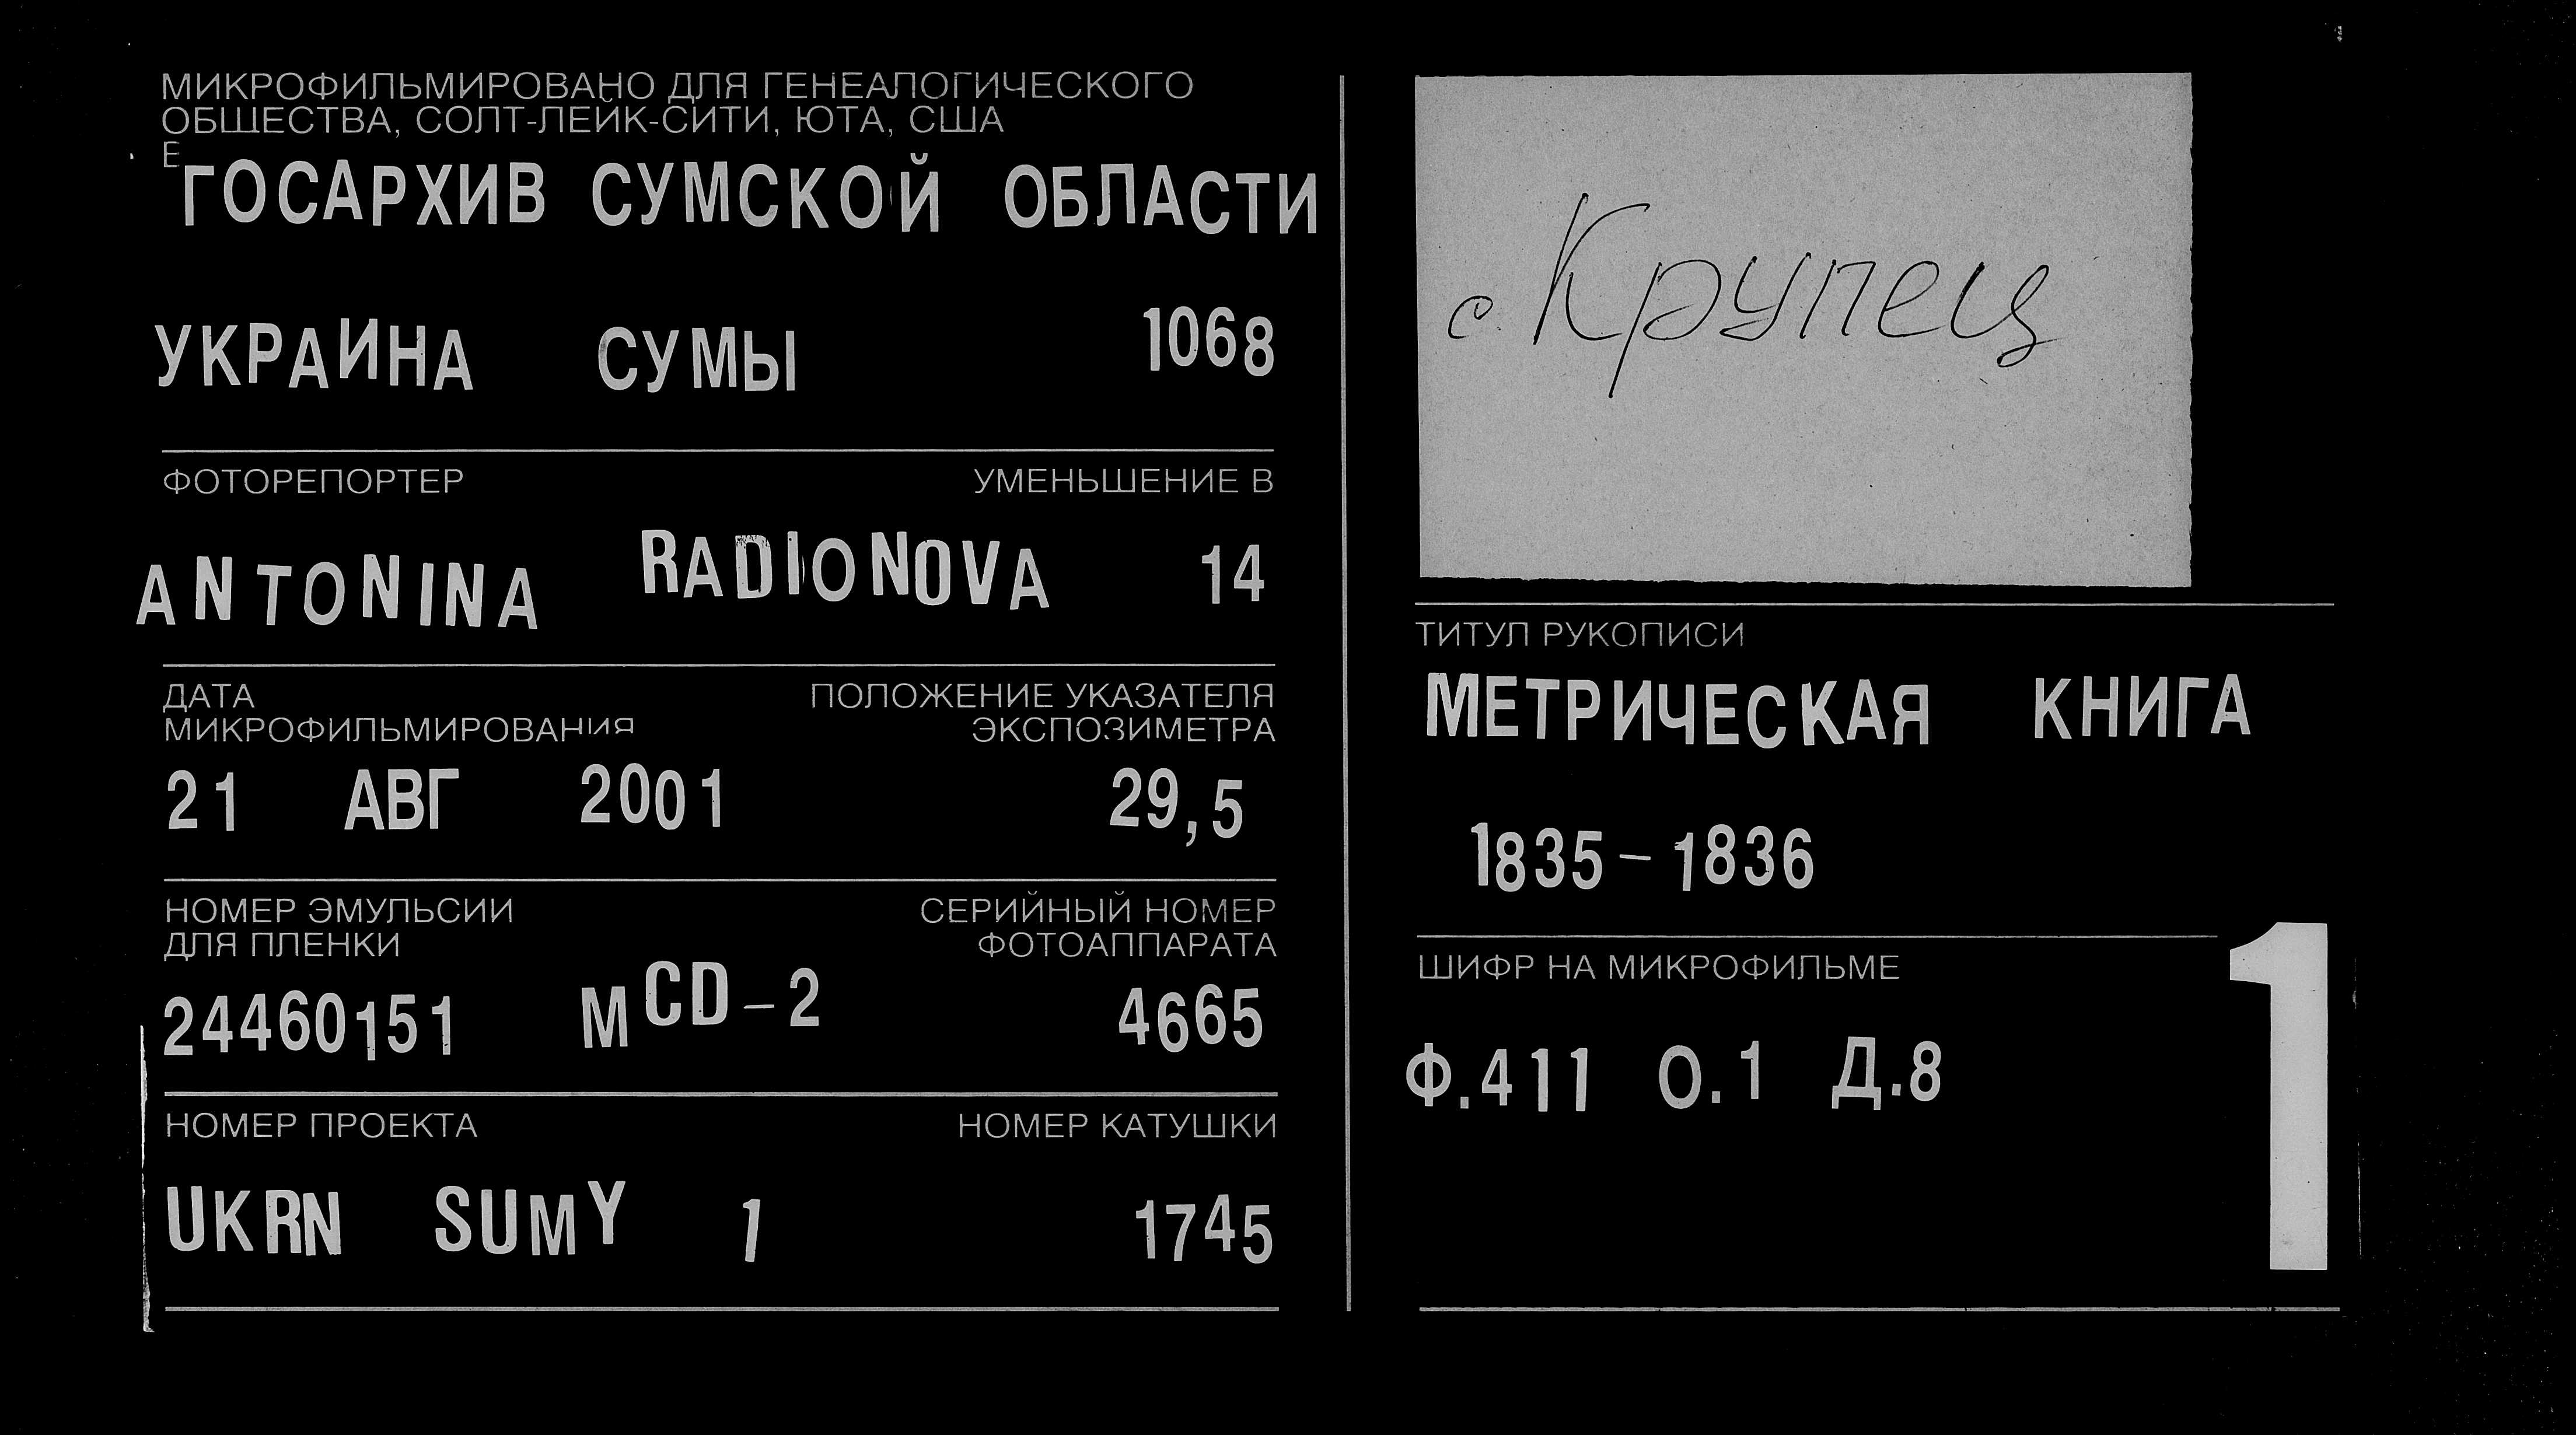 МИКРОФИЛЬМИРОВАНО ДЛЯ ГЕНЕАЛОГИЧЕСКОГО
ОБЩЕСТВА, СОЛТ-ЛЕЙК-СИТИ, ЮТА, США
Е
ГОСАРХИВ СУМСКОЙ ОБЛАСТИ
УКРАИНА СУМЫ 1068
ФОТОРЕПОРТЕР УМЕНЬШЕНИЕ В
ANTONINA RADIONOVA 14
ДАТА ПОЛОЖЕНИЕ УКАЗАТЕЛЯ
МИКРОФИЛЬМИРОВАНИЯ ЭКСПОЗИМЕТРА
21 АВГ 2001 29,5
НОМЕР ЭМУЛЬСИИ СЕРИЙНЫЙ НОМЕР
ДЛЯ ПЛЕНКИ ФОТОАППАРАТА
24460151 MCD-2 4665
НОМЕР ПРОЕКТА НОМЕР КАТУШКИ
UKRN SUMY 1 1745
с. Крупец
ТИТУЛ РУКОПИСИ
МЕТРИЧЕСКАЯ КНИГА
1835-1836
ШИФР НА МИКРОФИЛЬМЕ
Ф.411 О.1 Д.8
1